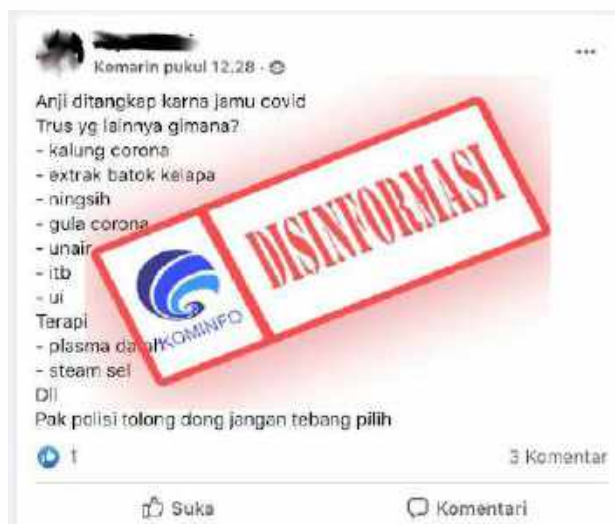 Kemarin pukul 12.28 ·
Anji ditangkap karna jamu covid
Trus yg lainnya gimana?
- kalung corona
- extrak batok kelapa
- ningsih
- gula corona
- unair
- itb
- ui
Terapi
- plasma
- steam sel
Dll
Pak polisi tolong dong jangan tebang pilih
KOMINFO
DISINFORMASI
1
3 Komentar
Suka
Komentari